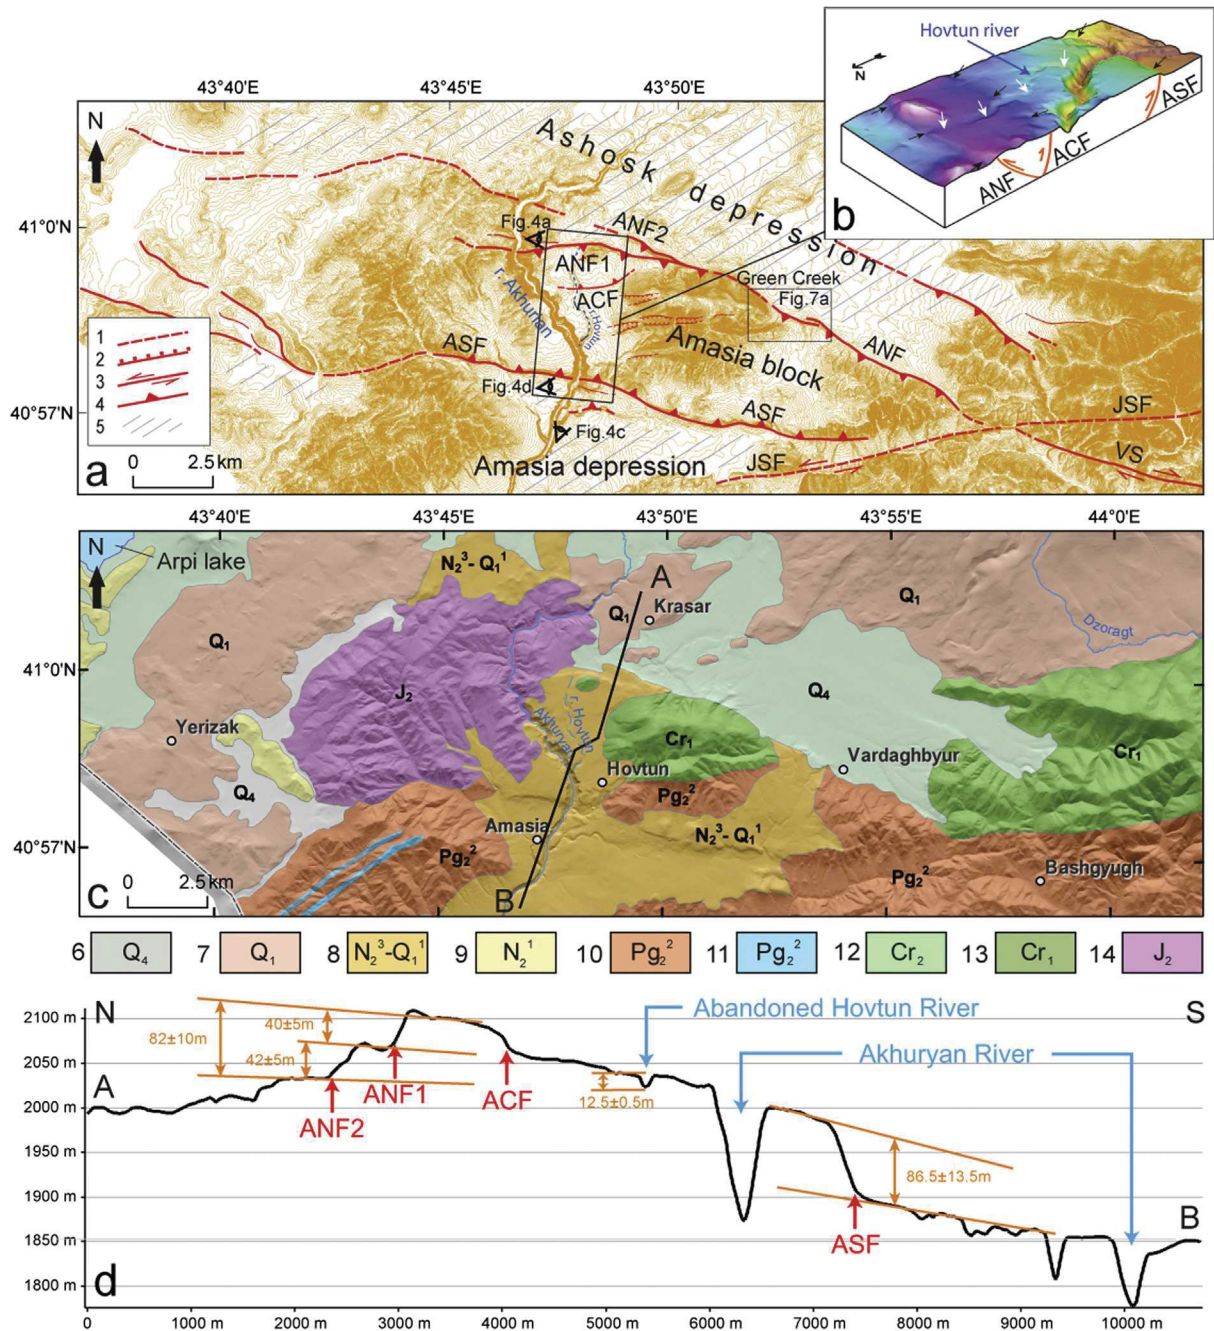 Hovtun river
N
ASF
ACF
ANF
b
43°40'E
43°45'E
43°50'E
N
Ashosk depression
41°0'N
Fig.4a
ANF2
ANF1
Green Creek
Fig.7a
ACF
r. Akhurian
r.Hovtun
ASF
Amasia block
ANF
1
2
3
4
5
Fig.4d
40°57'N
ASF
JSF
Fig.4c
VS
a
0
2.5km
Amasia depression
JSF
43°40'E
43°45'E
43°50'E
43°55'E
44°0'E
N
Arpi lake
N₂³-Q₁¹
A
Q₁
Krasar
Q₁
Q₁
Dzoragt
41°0'N
J₂
Q₄
Yerizak
Akhuryan
r. Hovtun
Cr₁
Vardaghbyur
Cr₁
Hovtun
Q₄
Pg₂²
Amasia
N₂³-Q₁¹
40°57'N
Pg₂²
Pg₂²
Bashgyugh
c
0
2.5km
B
6 Q₄ 7 Q₁ 8 N₂³-Q₁¹ 9 N₂¹ 10 Pg₂² 11 Pg₂² 12 Cr₂ 13 Cr₁ 14 J₂
N
Abandoned Hovtun River
S
2100 m
82±10m
40±5m
42±5m
Akhuryan River
2050 m
A
ANF1
ACF
12.5±0.5m
2000 m
ANF2
1950 m
86.5±13.5m
1900 m
B
1850 m
ASF
d
1800 m
0 1000 m 2000 m 3000 m 4000 m 5000 m 6000 m 7000 m 8000 m 9000 m 10000 m